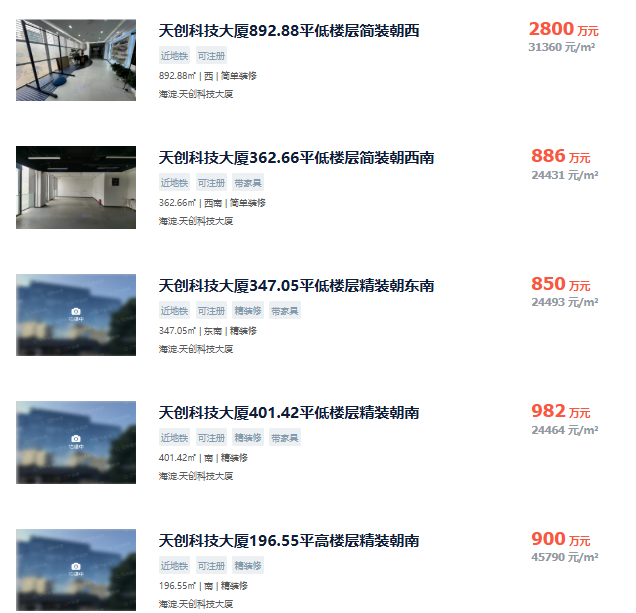 天创科技大厦892.88平低楼层简装朝西
2800 万元
31360 元/m²
近地铁 可注册
892.88㎡ | 西 | 简单装修
海淀.天创科技大厦
天创科技大厦362.66平低楼层简装朝西南
886 万元
24431 元/m²
近地铁 可注册 带家具
362.66㎡ | 西南 | 简单装修
海淀.天创科技大厦
天创科技大厦347.05平低楼层精装朝东南
850 万元
24493 元/m²
近地铁 可注册 精装修 带家具
347.05㎡ | 东南 | 精装修
海淀.天创科技大厦
天创科技大厦401.42平低楼层精装朝南
982 万元
24464 元/m²
近地铁 可注册 精装修 带家具
401.42㎡ | 南 | 精装修
海淀.天创科技大厦
天创科技大厦196.55平高楼层精装朝南
900 万元
45790 元/m²
近地铁 可注册 精装修
196.55㎡ | 南 | 精装修
海淀.天创科技大厦